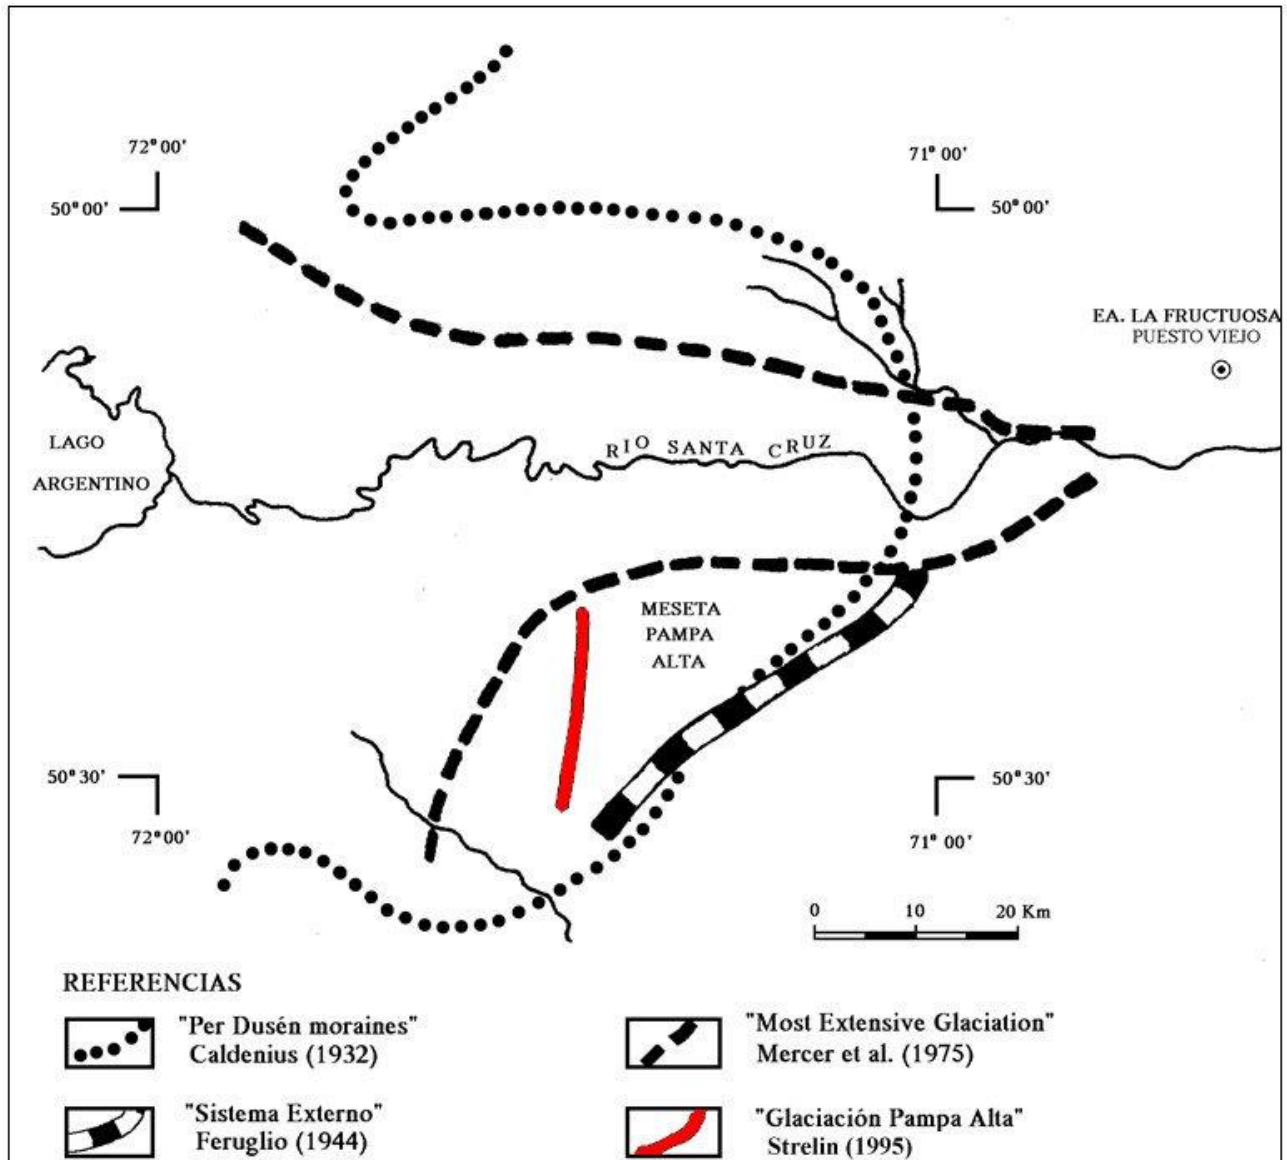 72°00'
71°00'
50°00'
50°00'
EA. LA FRUCTUOSA
PUESTO VIEJO
LAGO
ARGENTINO
RIO SANTA CRUZ
MESETA
PAMPA
ALTA
50°30'
50°30'
72°00'
71°00'
0 10 20 Km
REFERENCIAS
"Per Dusén moraines"
Caldenius (1932)
"Most Extensive Glaciation"
Mercer et al. (1975)
"Sistema Externo"
Feruglio (1944)
"Glaciación Pampa Alta"
Strelin (1995)